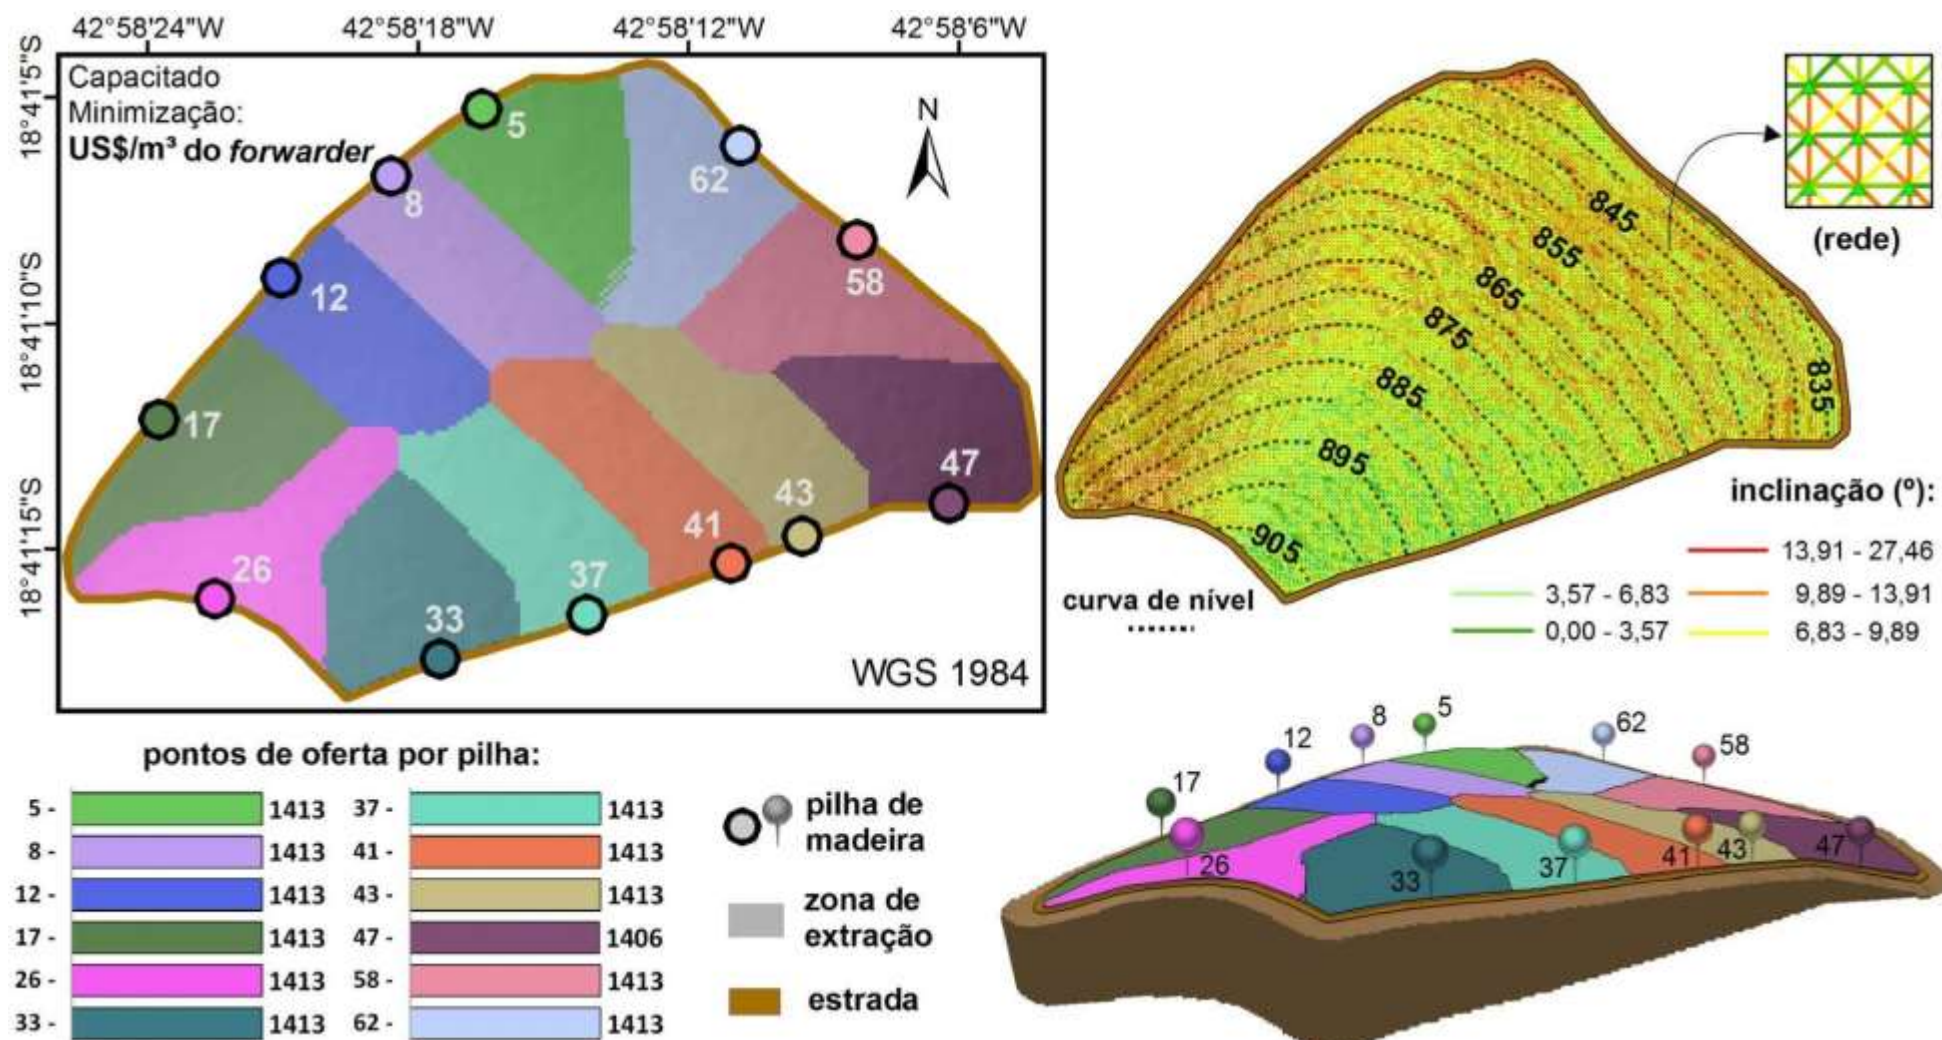 42°58'24"W
42°58'18"W
42°58'12"W
42°58'6"W
18°41'5"S
18°41'10"S
18°41'15"S
Capacitado
Minimização:
US$/m³ do forwarder
N
5
8
62
12
58
17
47
43
41
26
37
33
WGS 1984
845
855
865
875
885
835
895
905
(rede)
inclinação (º):
13,91 - 27,46
3,57 - 6,83
9,89 - 13,91
0,00 - 3,57
6,83 - 9,89
curva de nível
pontos de oferta por pilha:
5 - 1413
37 - 1413
8 - 1413
41 - 1413
12 - 1413
43 - 1413
17 - 1413
47 - 1406
26 - 1413
58 - 1413
33 - 1413
62 - 1413
pilha de
madeira
zona de
extração
estrada
5
8
62
12
58
17
26
33
37
41
43
47